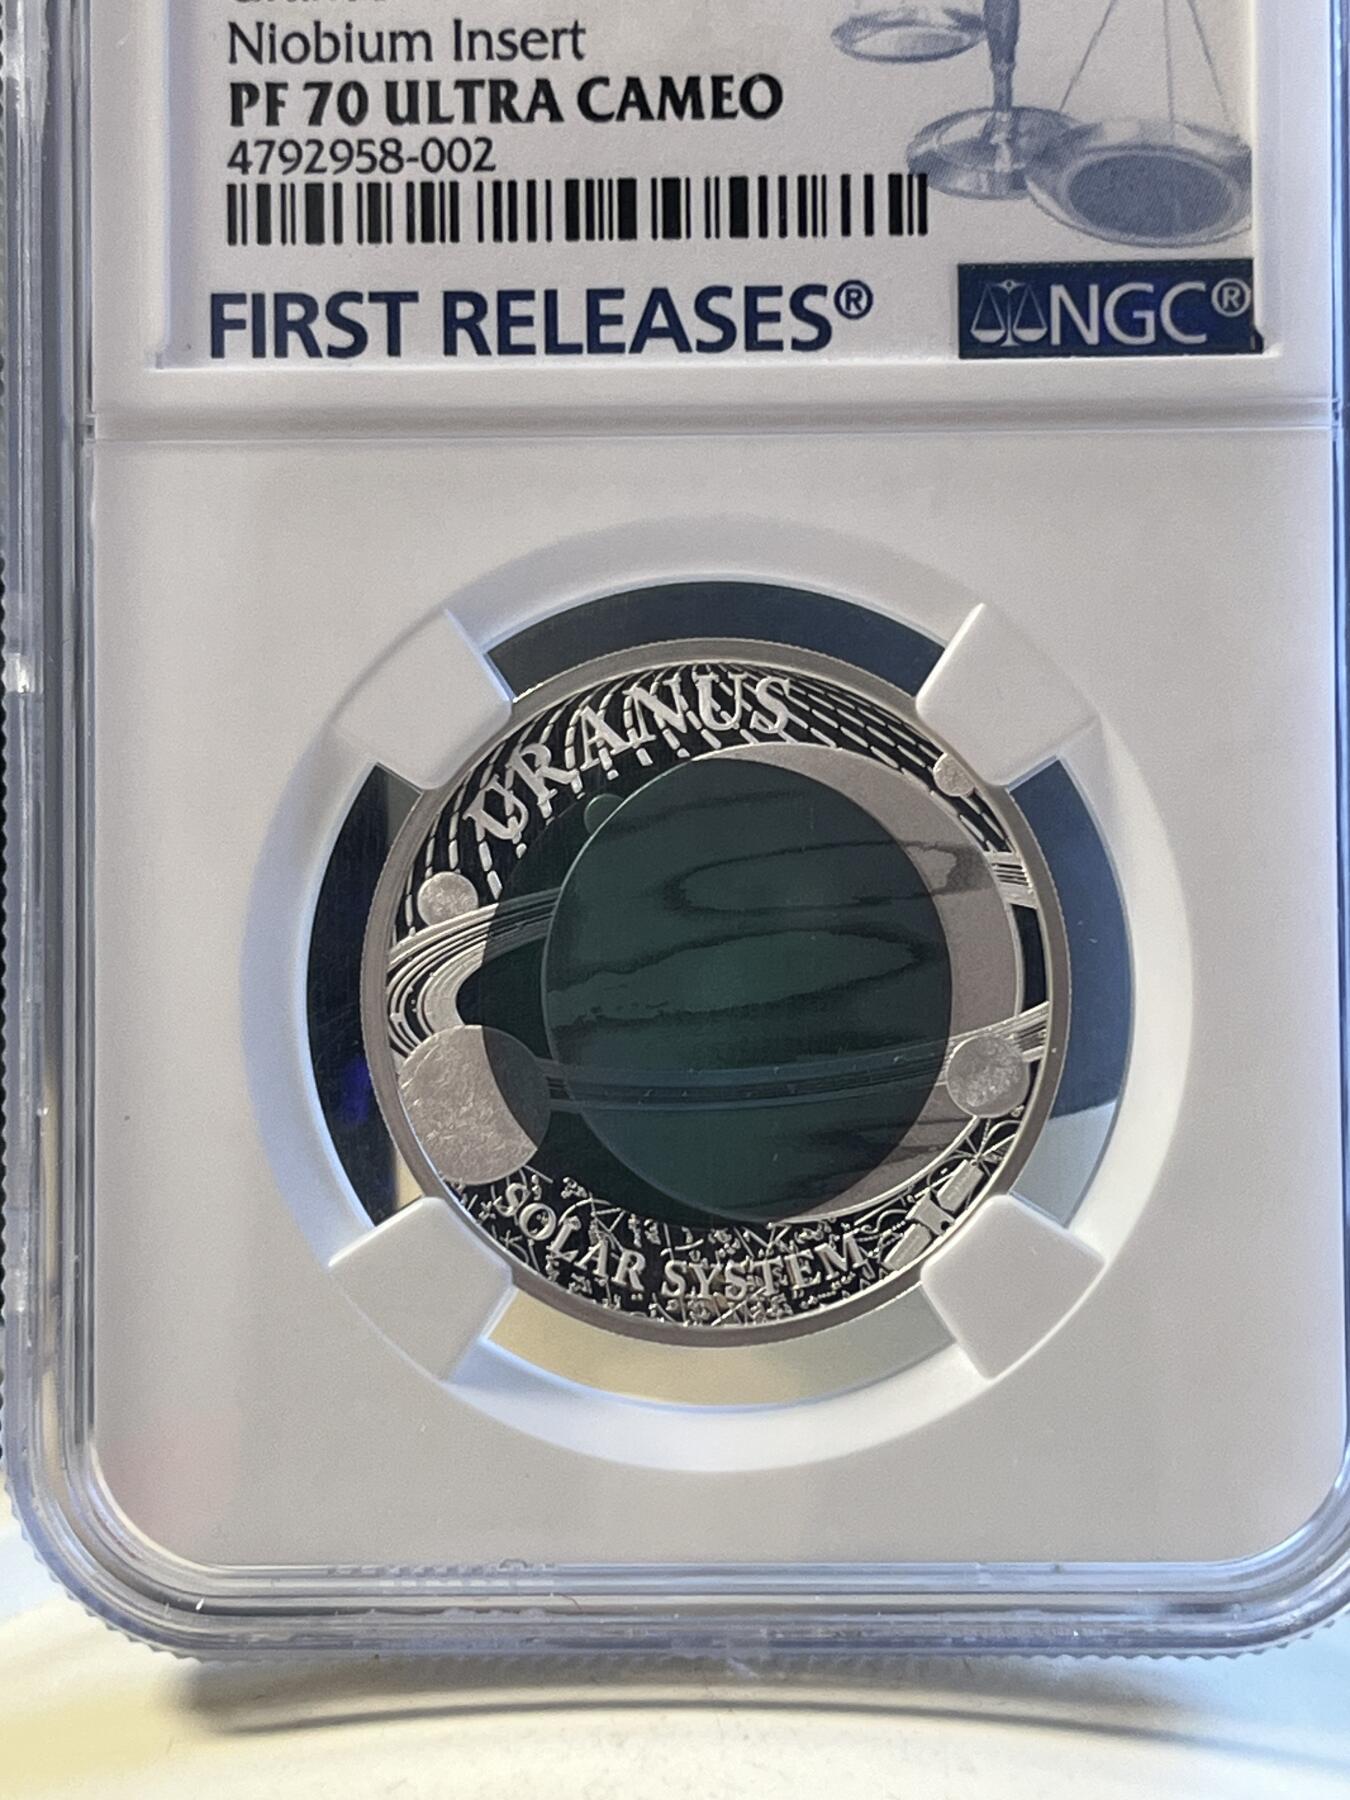 Niobium Insert
PF 70 ULTRA CAMEO
4792958-002
FIRST RELEASES®
NGC®
URANUS
SOLAR SYSTEM